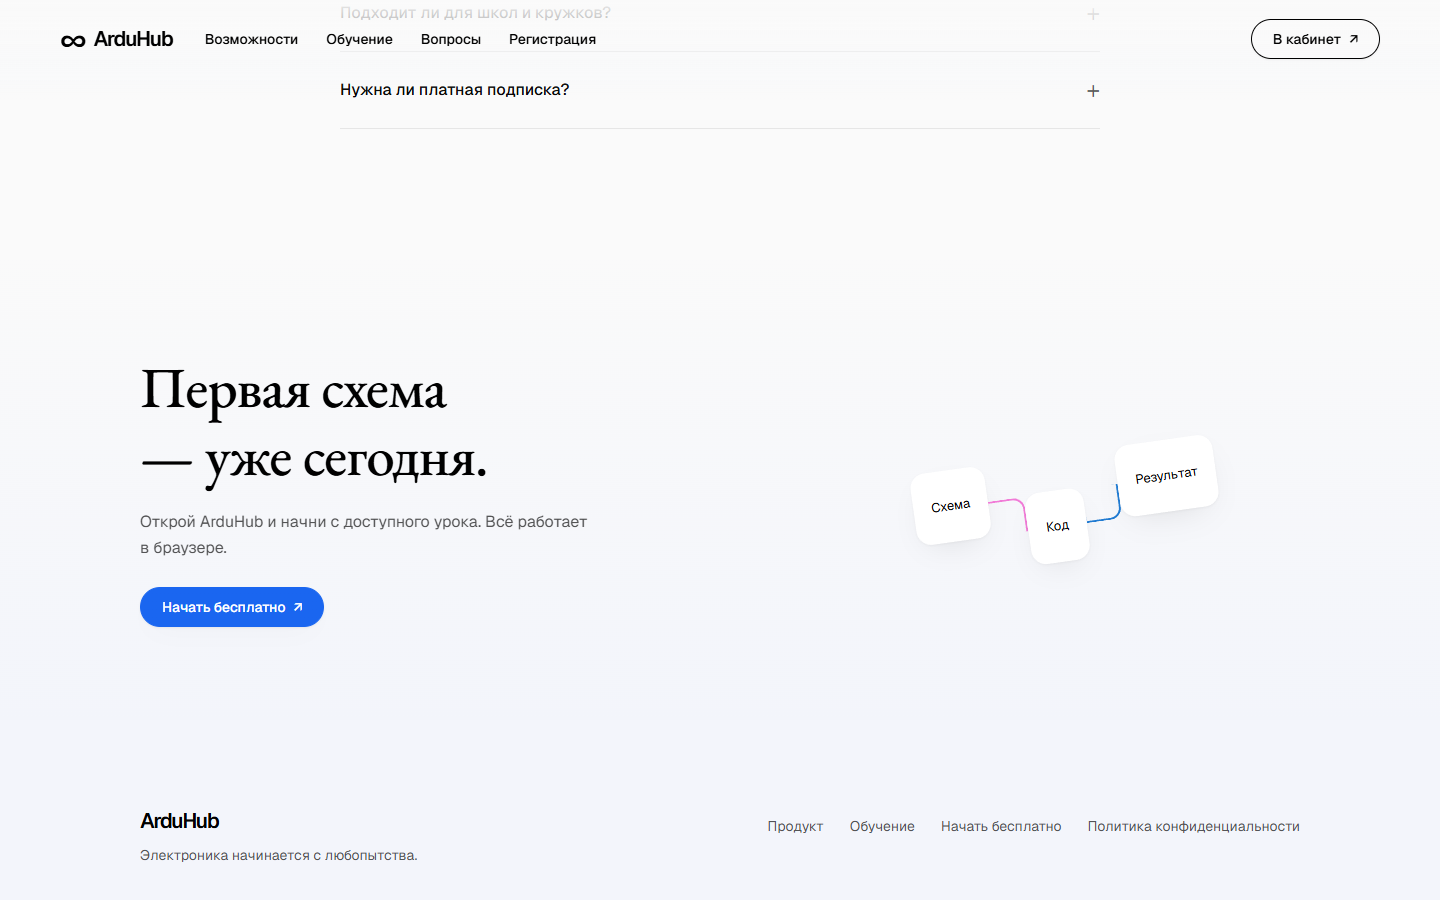 Подходит ли для школ и кружков?
ArduHub Возможности Обучение Вопросы Регистрация В кабинет
Нужна ли платная подписка?
Первая схема
— уже сегодня.
Открой ArduHub и начни с доступного урока. Всё работает
в браузере.
Начать бесплатно
Схема
Код
Результат
ArduHub
Электроника начинается с любопытства.
Продукт Обучение Начать бесплатно Политика конфиденциальности